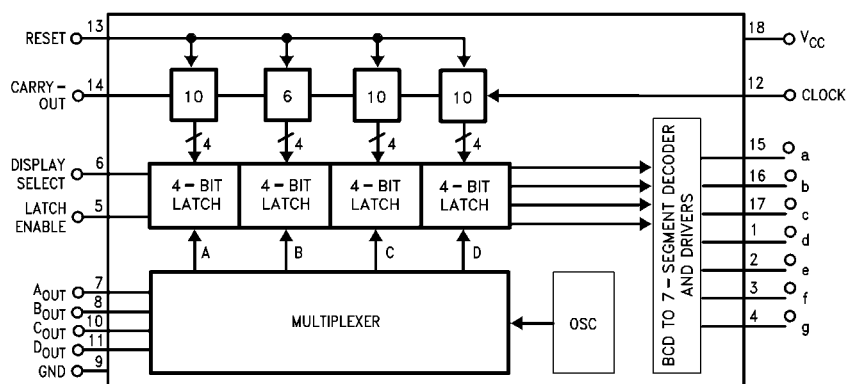 RESET 13
18 VCC
CARRY-OUT 14
10 6 10 10
12 CLOCK
4 4 4 4
DISPLAY SELECT 6
4-BIT LATCH 4-BIT LATCH 4-BIT LATCH 4-BIT LATCH
LATCH ENABLE 5
A B C D
AOUT 7
BOUT 8
COUT 10
DOUT 11
GND 9
MULTIPLEXER
OSC
BCD TO 7-SEGMENT DECODER AND DRIVERS
15 a
16 b
17 c
1 d
2 e
3 f
4 g